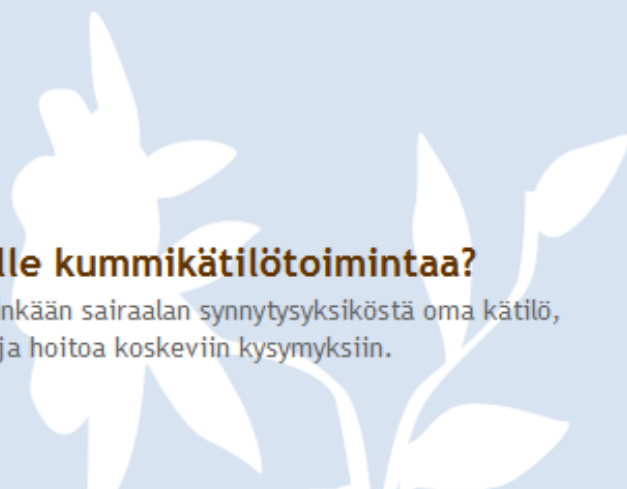 lle kummikätilötoimintaa?
nkään sairaalan synnytysyksiköstä oma kätilö,
ja hoitoa koskeviin kysymyksiin.